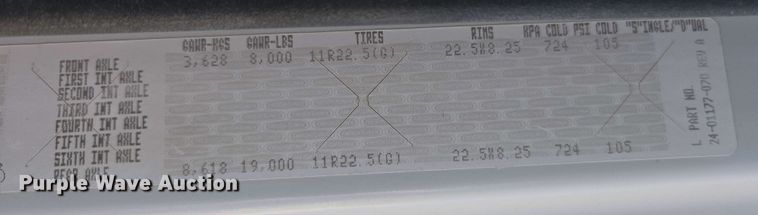 GAWR-KGS GAWR-LBS TIRES RIMS KPA COLD PSI COLD "S"INGLE/"D"UAL
FRONT AXLE 3,628 8,000 11R22.5(G) 22.5X8.25 724 105
FIRST INT AXLE
SECOND INT AXLE
THIRD INT AXLE
FOURTH INT AXLE
FIFTH INT AXLE
SIXTH INT AXLE
REAR AXLE 8,618 19,000 11R22.5(G) 22.5X8.25 724 105
L PART NO.
24-01177-070 REV A
Purple Wave Auction